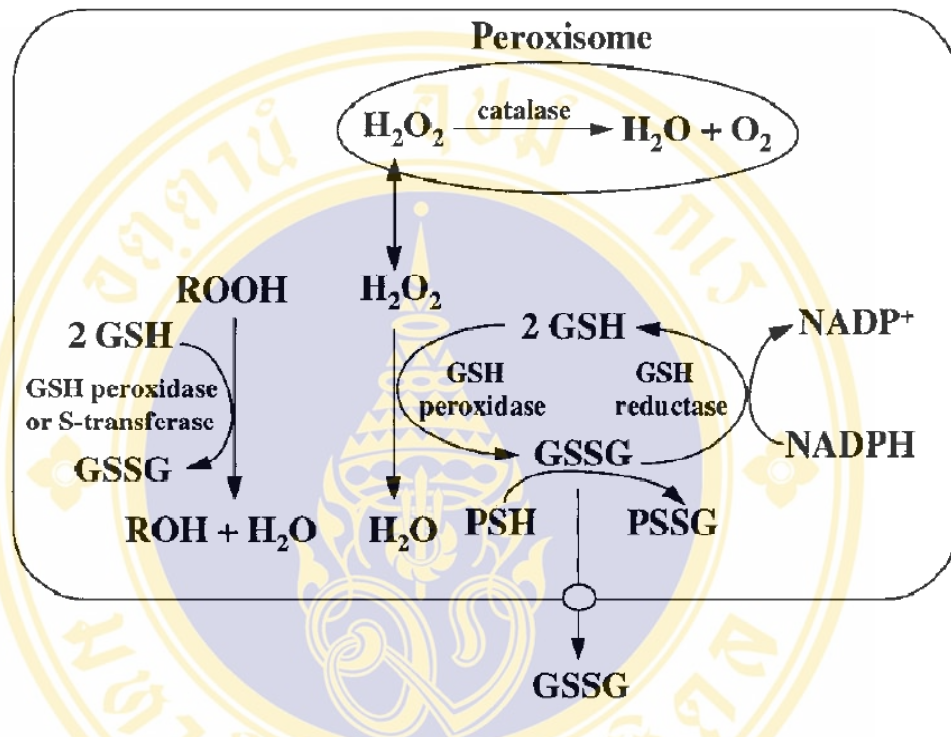 Peroxisome
H₂O₂ catalase H₂O + O₂
ROOH
H₂O₂
2 GSH
2 GSH
NADP⁺
GSH peroxidase
or S-transferase
GSH
peroxidase
GSH
reductase
GSSG
GSSG
NADPH
ROH + H₂O
H₂O
PSH
PSSG
GSSG